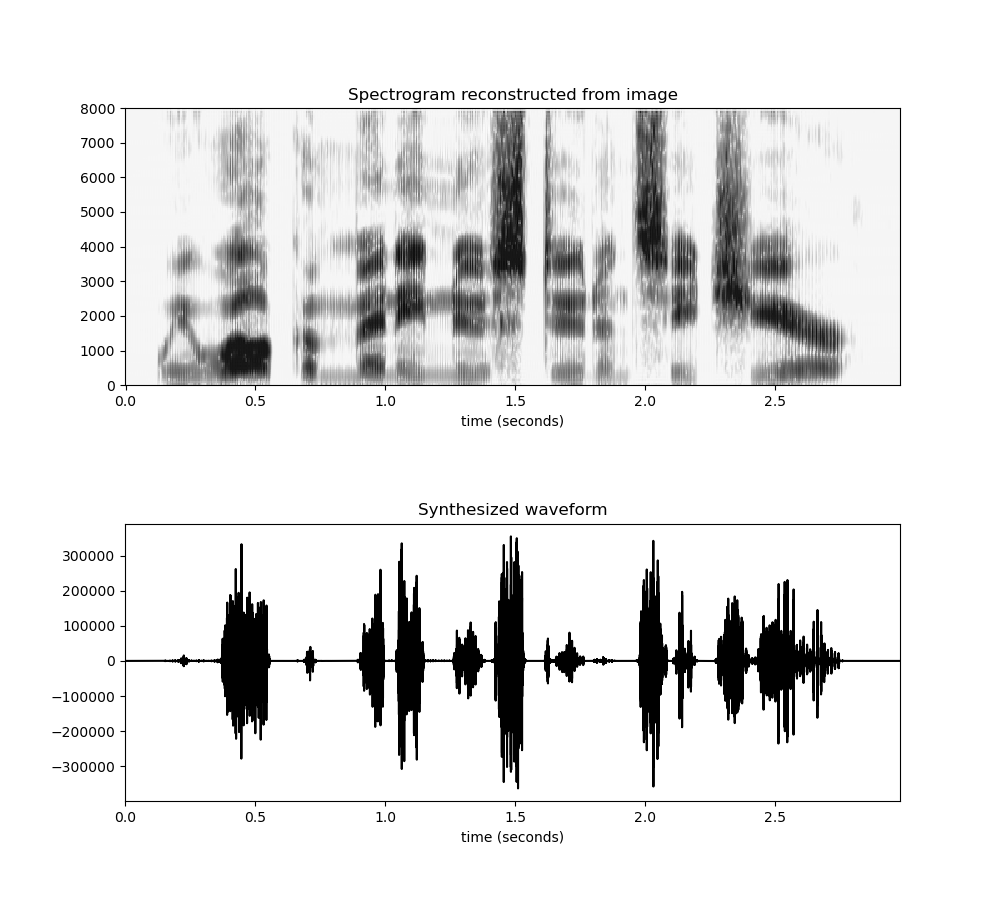 Spectrogram reconstructed from image
8000
7000
6000
5000
4000
3000
2000
1000
0
0.0 0.5 1.0 1.5 2.0 2.5
time (seconds)
Synthesized waveform
300000
200000
100000
0
−100000
−200000
−300000
0.0 0.5 1.0 1.5 2.0 2.5
time (seconds)